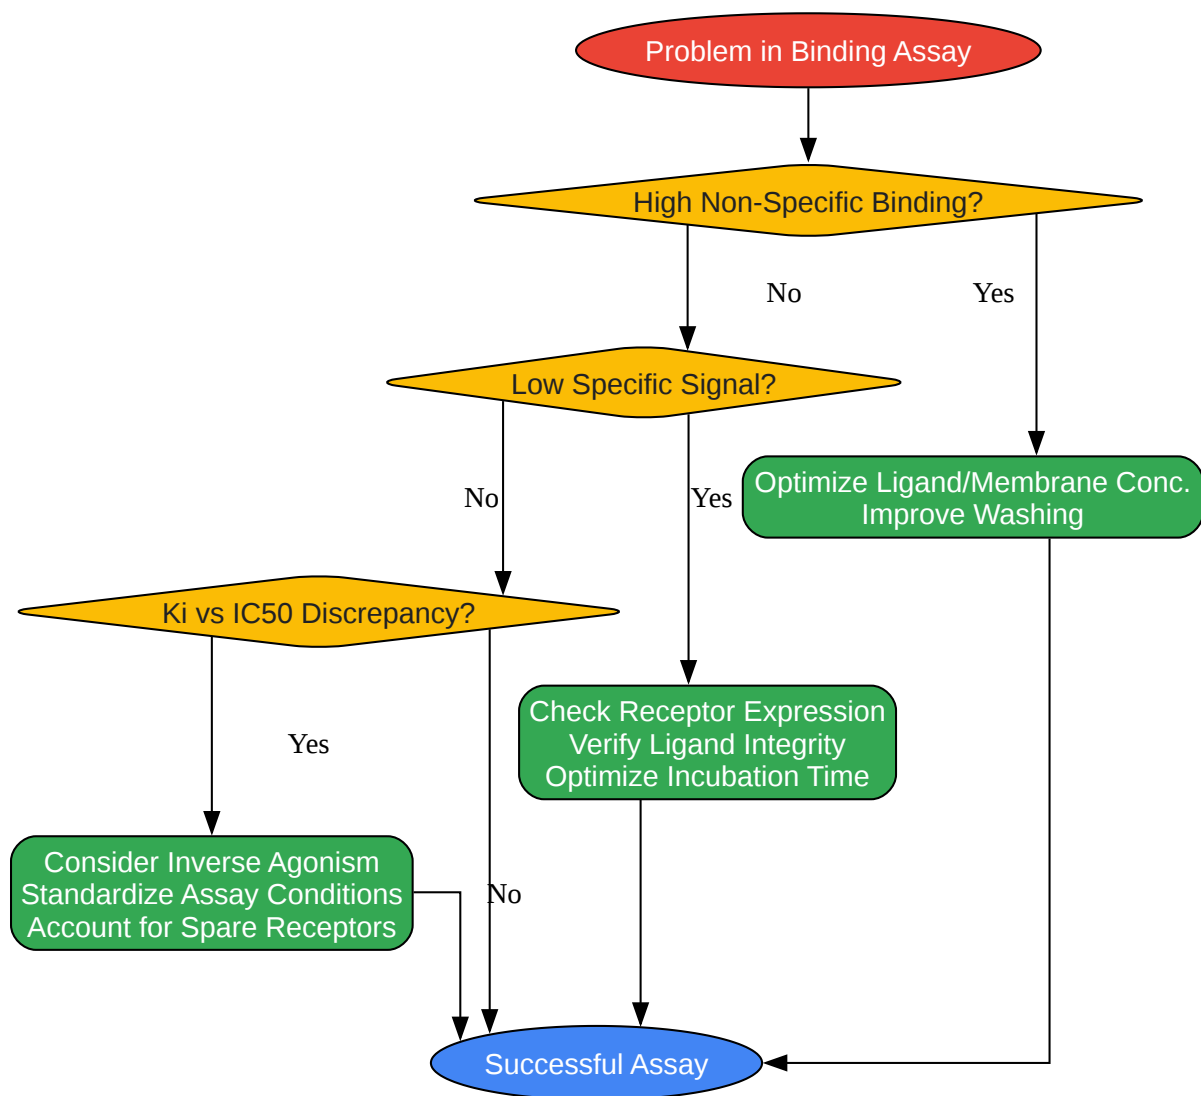 Problem in Binding Assay
High Non-Specific Binding?
No
Yes
Low Specific Signal?
Optimize Ligand/Membrane Conc.
Improve Washing
No
Yes
Ki vs IC50 Discrepancy?
Check Receptor Expression
Verify Ligand Integrity
Optimize Incubation Time
Yes
Consider Inverse Agonism
Standardize Assay Conditions
Account for Spare Receptors
No
Successful Assay